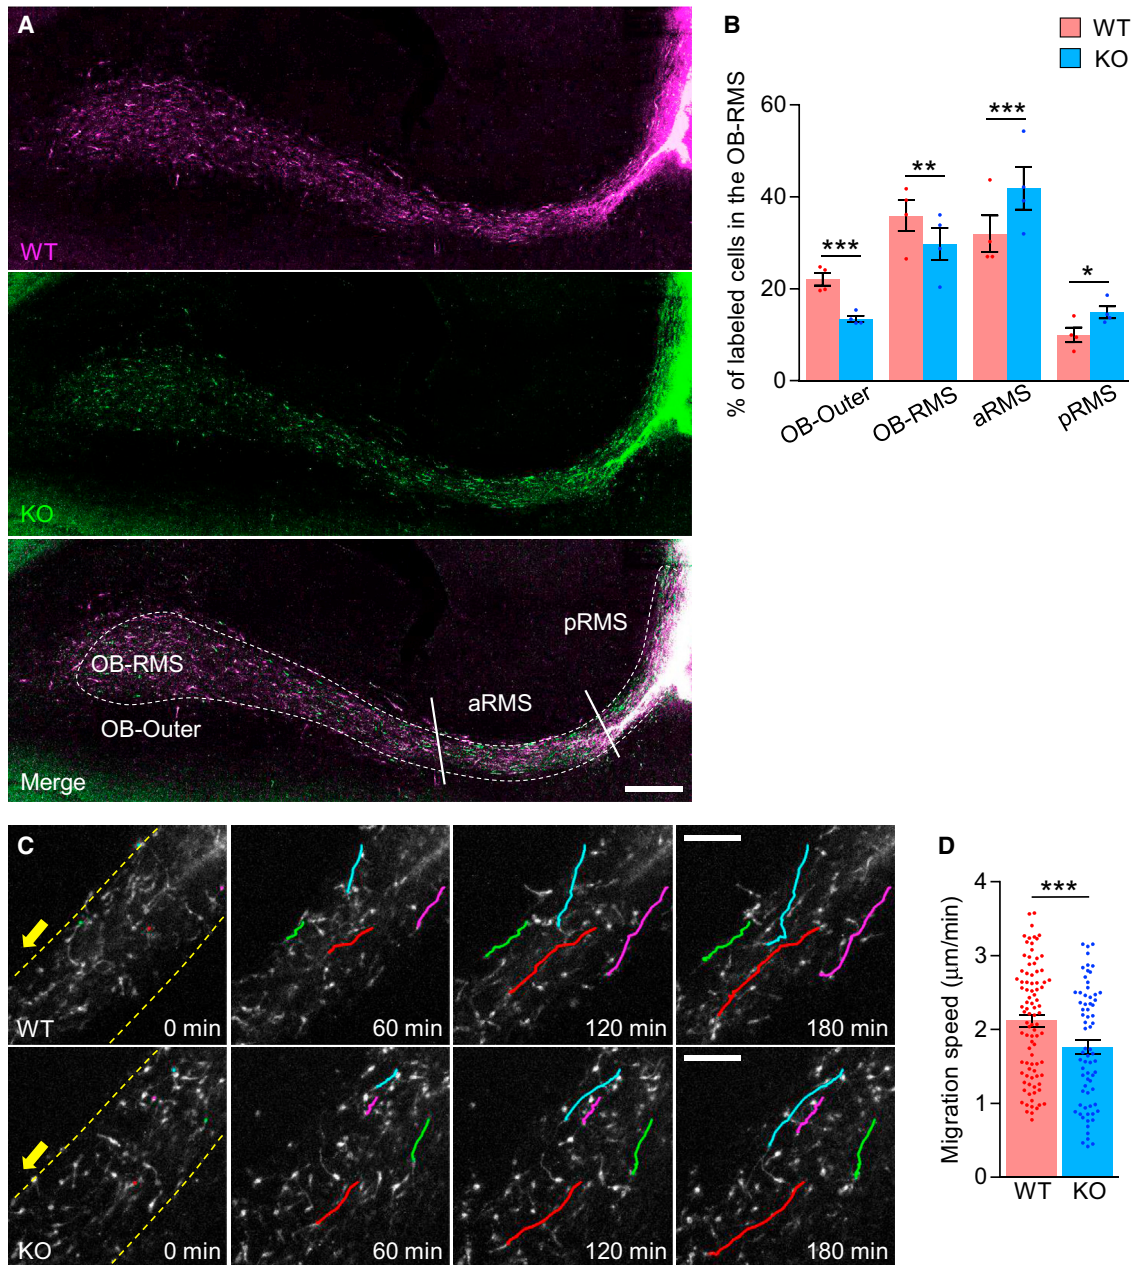 A
WT
KO
OB-RMS
OB-Outer
aRMS
pRMS
Merge
B
WT
KO
% of labeled cells in the OB-RMS
60
40
20
0
***
**
***
*
OB-Outer
OB-RMS
aRMS
pRMS
C
WT
0 min
60 min
120 min
180 min
KO
0 min
60 min
120 min
180 min
D
Migration speed (μm/min)
4
3
2
1
0
***
WT
KO